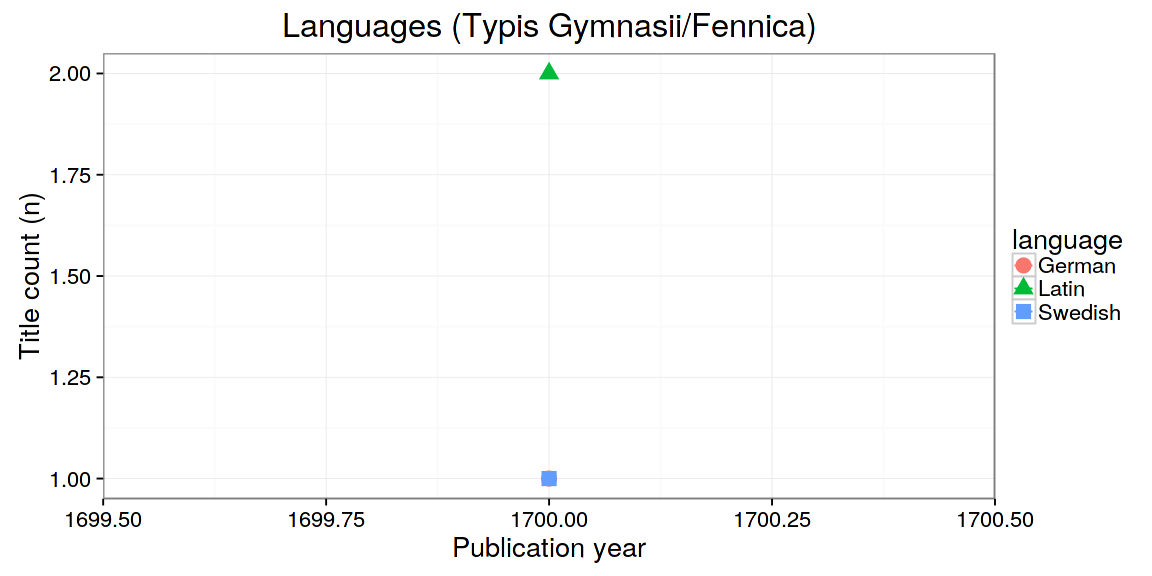 Languages (Typis Gymnasii/Fennica)
2.00
1.75
1.50
1.25
1.00
Title count (n)
1699.50 1699.75 1700.00 1700.25 1700.50
Publication year
language
German
Latin
Swedish